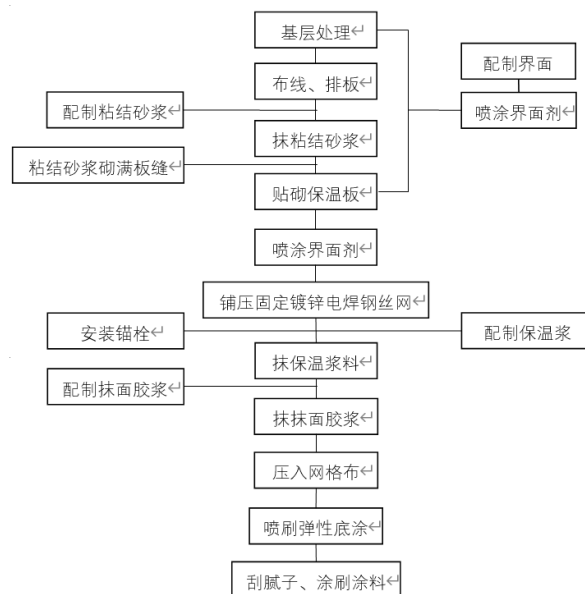 基层处理
配制界面
布线、排板
配制粘结砂浆
喷涂界面剂
抹粘结砂浆
粘结砂浆砌满板缝
贴砌保温板
喷涂界面剂
铺压固定镀锌电焊钢丝网
安装锚栓
配制保温浆
抹保温浆料
配制抹面胶浆
抹抹面胶浆
压入网格布
喷刷弹性底涂
刮腻子、涂刷涂料